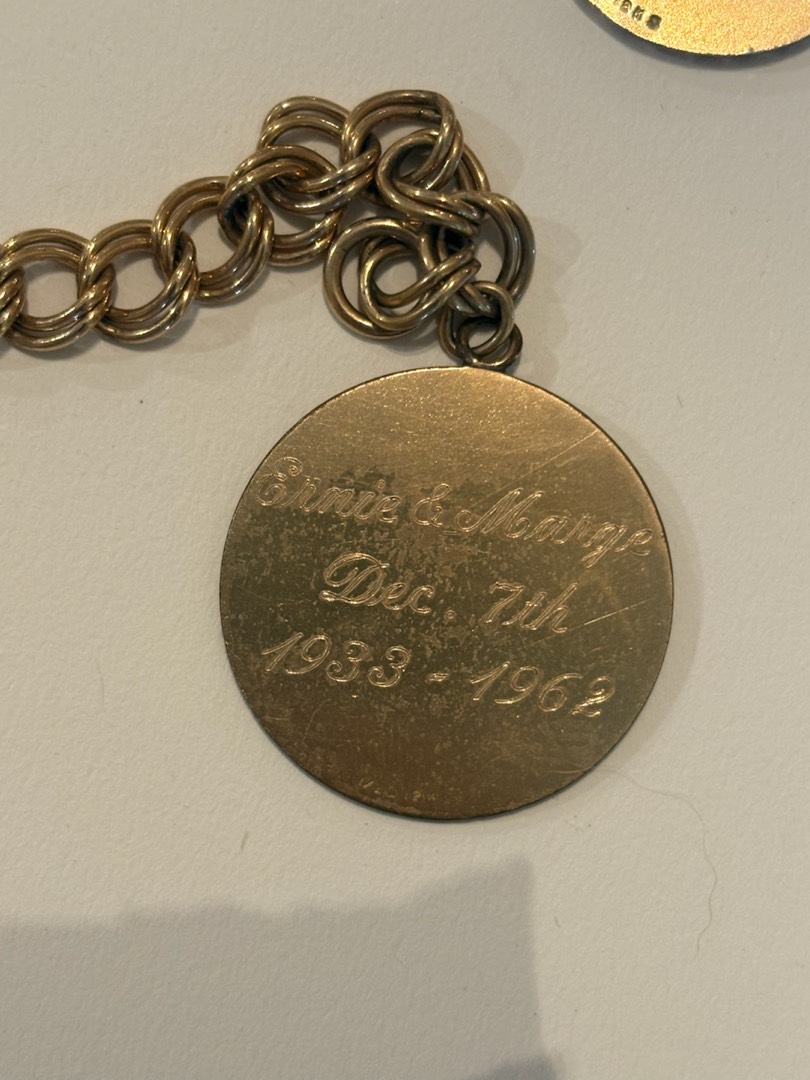 Ernie & Marge
Dec. 7th
1933 - 1962